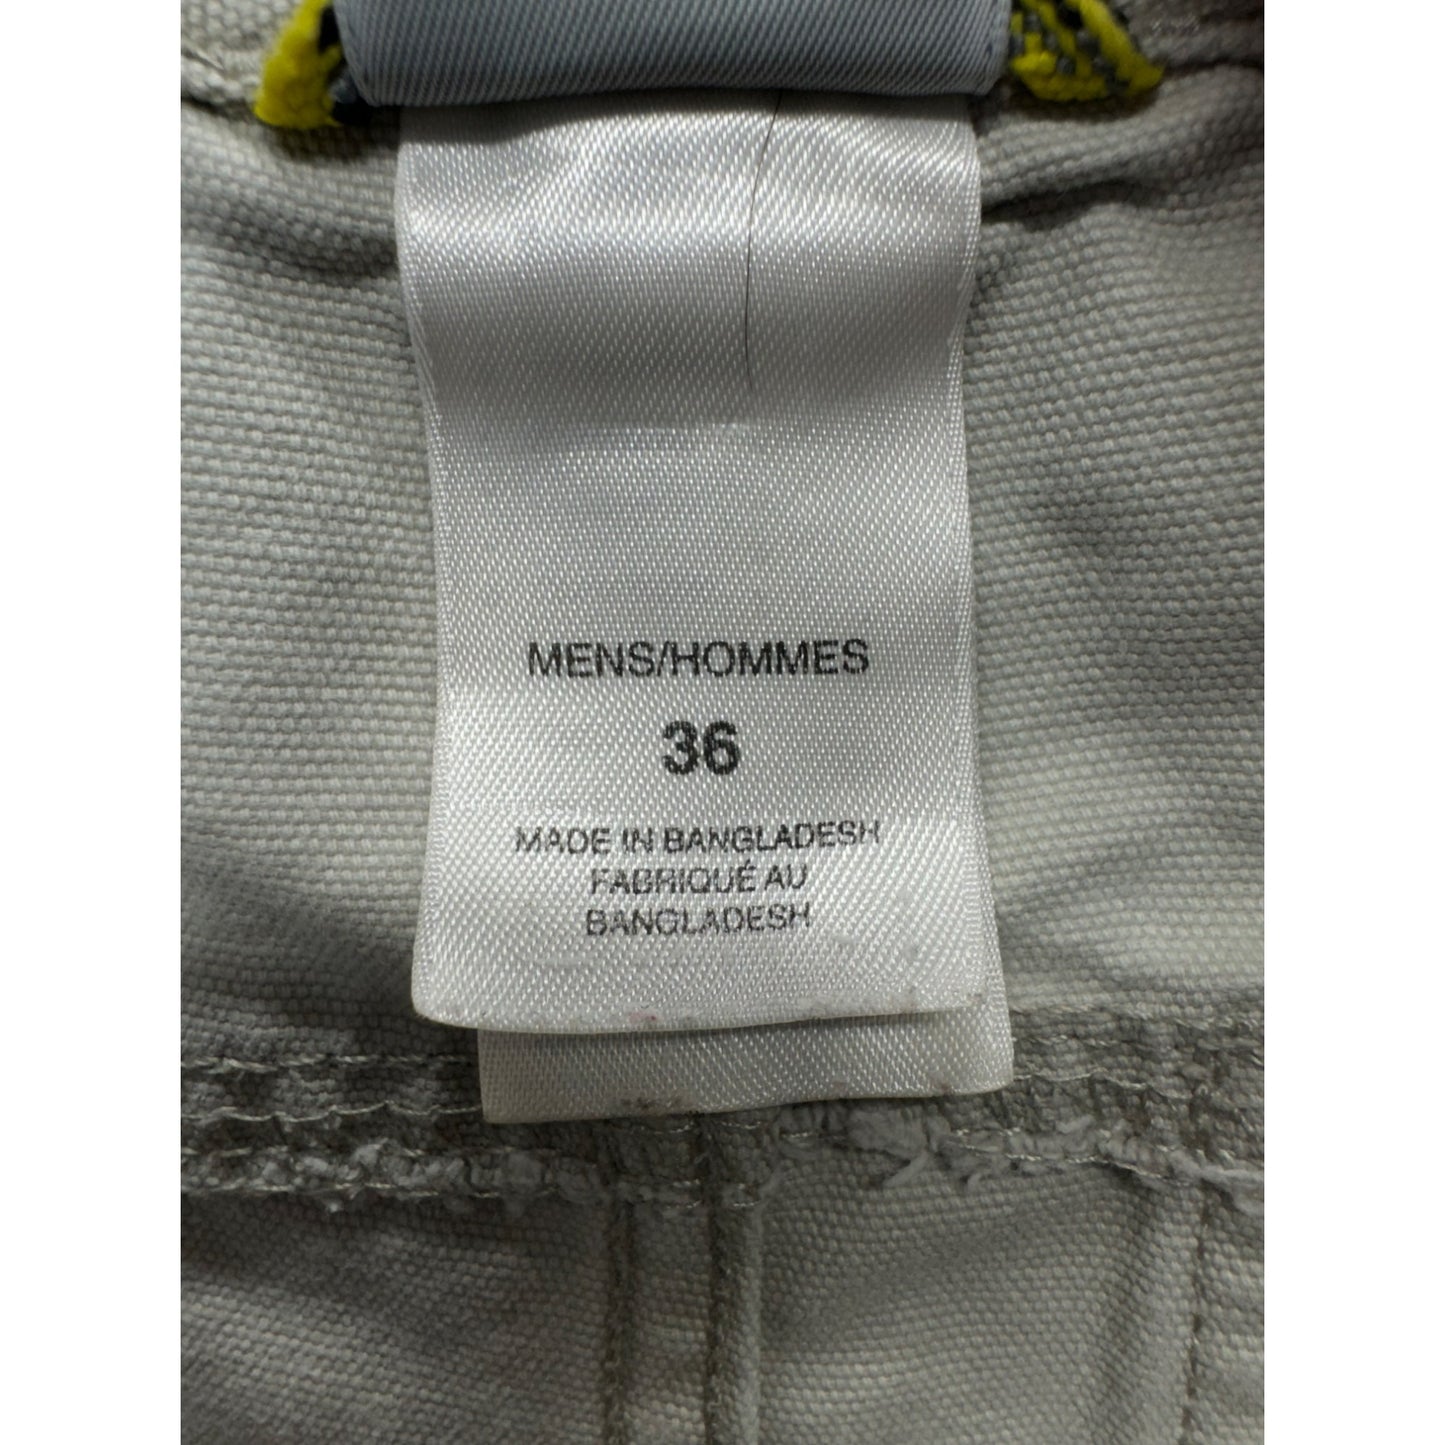 MENS/HOMMES
36
MADE IN BANGLADESH
FABRIQUÉ AU
BANGLADESH